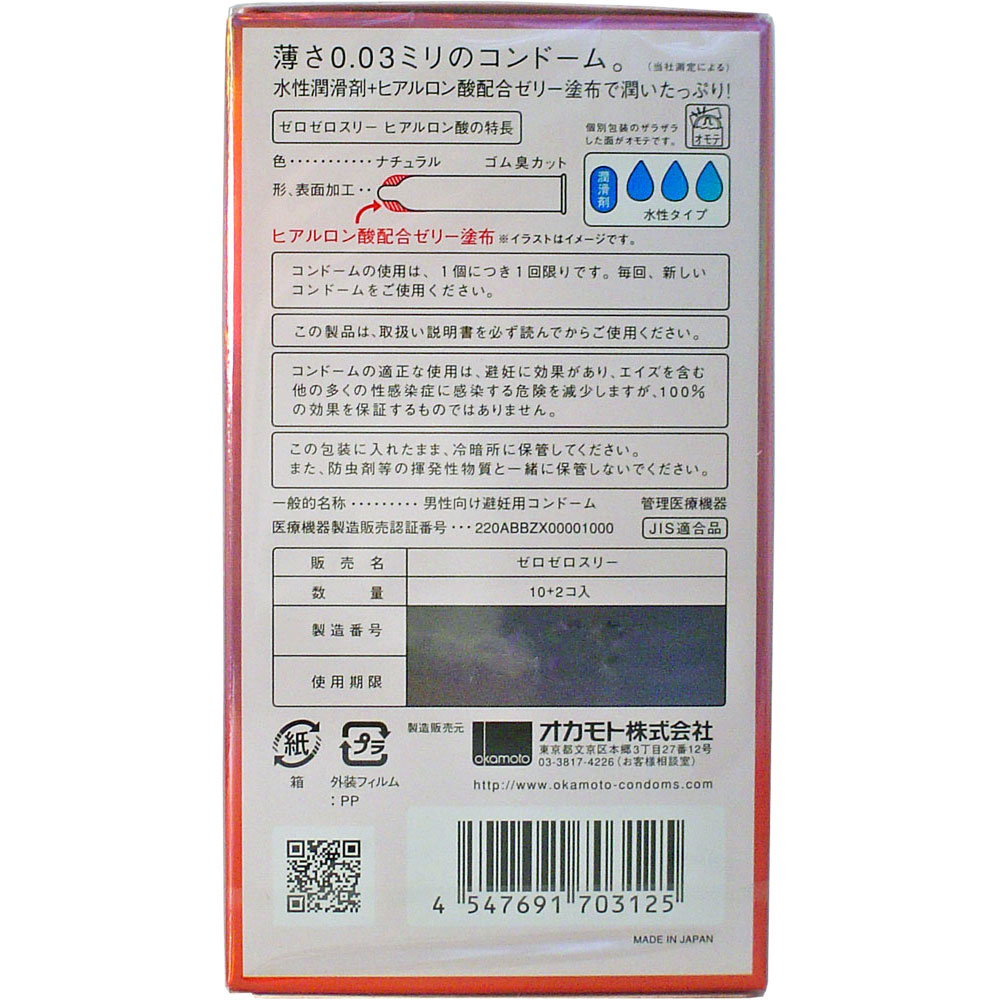 薄さ0.03ミリのコンドーム。(当社測定による)
水性潤滑剤+ヒアルロン酸配合ゼリー塗布で潤いたっぷり!
ゼロゼロスリー ヒアルロン酸の特長
個別包装のザラザラ
した面がオモテです。
オモテ
色・・・・・・・・・・・ナチュラル ゴム臭カット
形、表面加工・・
潤滑剤
水性タイプ
ヒアルロン酸配合ゼリー塗布 ※イラストはイメージです。
コンドームの使用は、1個につき1回限りです。毎回、新しい
コンドームをご使用ください。
この製品は、取扱い説明書を必ず読んでからご使用ください。
コンドームの適正な使用は、避妊に効果があり、エイズを含む
他の多くの性感染症に感染する危険を減少しますが、100%
の効果を保証するものではありません。
この包装に入れたまま、冷暗所に保管してください。
また、防虫剤等の揮発性物質と一緒に保管しないでください。
一般的名称・・・・・・・・・男性向け避妊用コンドーム 管理医療機器
医療機器製造販売認証番号・・・220ABBZX00001000 JIS適合品
販売名 ゼロゼロスリー
数量 10+2コ入
製造番号
使用期限
紙
箱
プラ
外装フィルム
:PP
製造販売元
okamoto
オカモト株式会社
東京都文京区本郷3丁目27番12号
03-3817-4226(お客様相談室)
http://www.okamoto-condoms.com
4 547691 703125
MADE IN JAPAN